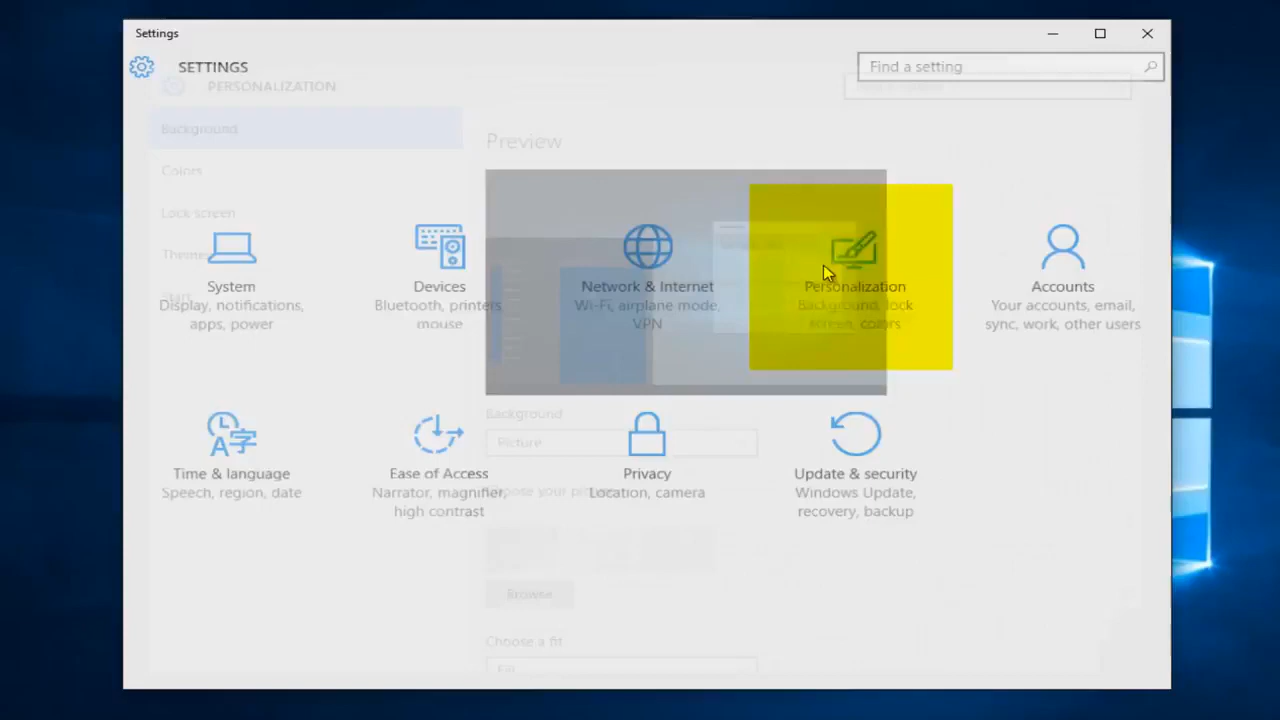 Settings
SETTINGS
Find a setting
PERSONALIZATION
Background
Preview
Colors
Lock screen
System
Display, notifications,
apps, power
Devices
Bluetooth, printers
mouse
Network & Internet
Wi-Fi, airplane mode,
VPN
Personalization
Background, lock
screen, colors
Accounts
Your accounts, email,
sync, work, other users
Background
Picture
Time & language
Speech, region, date
Ease of Access
Narrator, magnifier,
high contrast
Privacy
Location, camera
Update & security
Windows Update,
recovery, backup
Choose your
Browse
Choose a fit
Fill